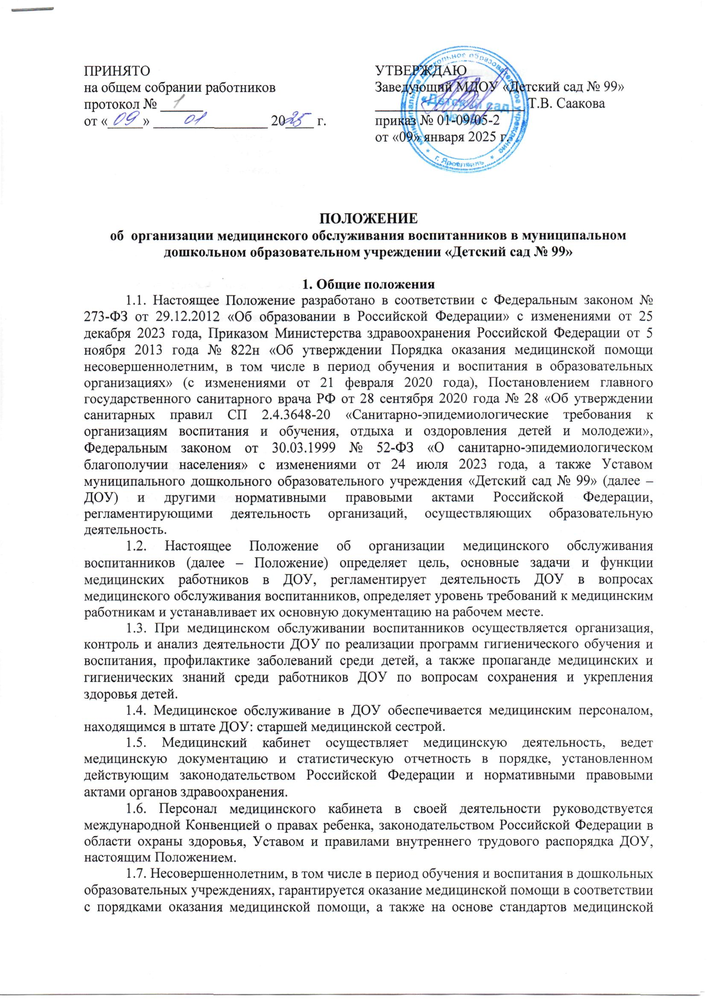 ПРИНЯТО
на общем собрании работников
протокол № 1
от «09» 01 2025 г.
УТВЕРЖДАЮ
Заведующий МДОУ «Детский сад № 99»
Т.В. Саакова
приказ № 01-09/05-2
от «09» января 2025 г.
муниципальное дошкольное образовательное учреждение
«Детский сад
№ 99»
г. Ярославль
ПОЛОЖЕНИЕ
об организации медицинского обслуживания воспитанников в муниципальном
дошкольном образовательном учреждении «Детский сад № 99»
1. Общие положения
1.1. Настоящее Положение разработано в соответствии с Федеральным законом №
273-ФЗ от 29.12.2012 «Об образовании в Российской Федерации» с изменениями от 25
декабря 2023 года, Приказом Министерства здравоохранения Российской Федерации от 5
ноября 2013 года № 822н «Об утверждении Порядка оказания медицинской помощи
несовершеннолетним, в том числе в период обучения и воспитания в образовательных
организациях» (с изменениями от 21 февраля 2020 года), Постановлением главного
государственного санитарного врача РФ от 28 сентября 2020 года № 28 «Об утверждении
санитарных правил СП 2.4.3648-20 «Санитарно-эпидемиологические требования к
организациям воспитания и обучения, отдыха и оздоровления детей и молодежи»,
Федеральным законом от 30.03.1999 № 52-ФЗ «О санитарно-эпидемиологическом
благополучии населения» с изменениями от 24 июля 2023 года, а также Уставом
муниципального дошкольного образовательного учреждения «Детский сад № 99» (далее –
ДОУ) и другими нормативными правовыми актами Российской Федерации,
регламентирующими деятельность организаций, осуществляющих образовательную
деятельность.
1.2. Настоящее Положение об организации медицинского обслуживания
воспитанников (далее – Положение) определяет цель, основные задачи и функции
медицинских работников в ДОУ, регламентирует деятельность ДОУ в вопросах
медицинского обслуживания воспитанников, определяет уровень требований к медицинским
работникам и устанавливает их основную документацию на рабочем месте.
1.3. При медицинском обслуживании воспитанников осуществляется организация,
контроль и анализ деятельности ДОУ по реализации программ гигиенического обучения и
воспитания, профилактике заболеваний среди детей, а также пропаганде медицинских и
гигиенических знаний среди работников ДОУ по вопросам сохранения и укрепления
здоровья детей.
1.4. Медицинское обслуживание в ДОУ обеспечивается медицинским персоналом,
находящимся в штате ДОУ: старшей медицинской сестрой.
1.5. Медицинский кабинет осуществляет медицинскую деятельность, ведет
медицинскую документацию и статистическую отчетность в порядке, установленном
действующим законодательством Российской Федерации и нормативными правовыми
актами органов здравоохранения.
1.6. Персонал медицинского кабинета в своей деятельности руководствуется
международной Конвенцией о правах ребенка, законодательством Российской Федерации в
области охраны здоровья, Уставом и правилами внутреннего трудового распорядка ДОУ,
настоящим Положением.
1.7. Несовершеннолетним, в том числе в период обучения и воспитания в дошкольных
образовательных учреждениях, гарантируется оказание медицинской помощи в соответствии
с порядками оказания медицинской помощи, а также на основе стандартов медицинской